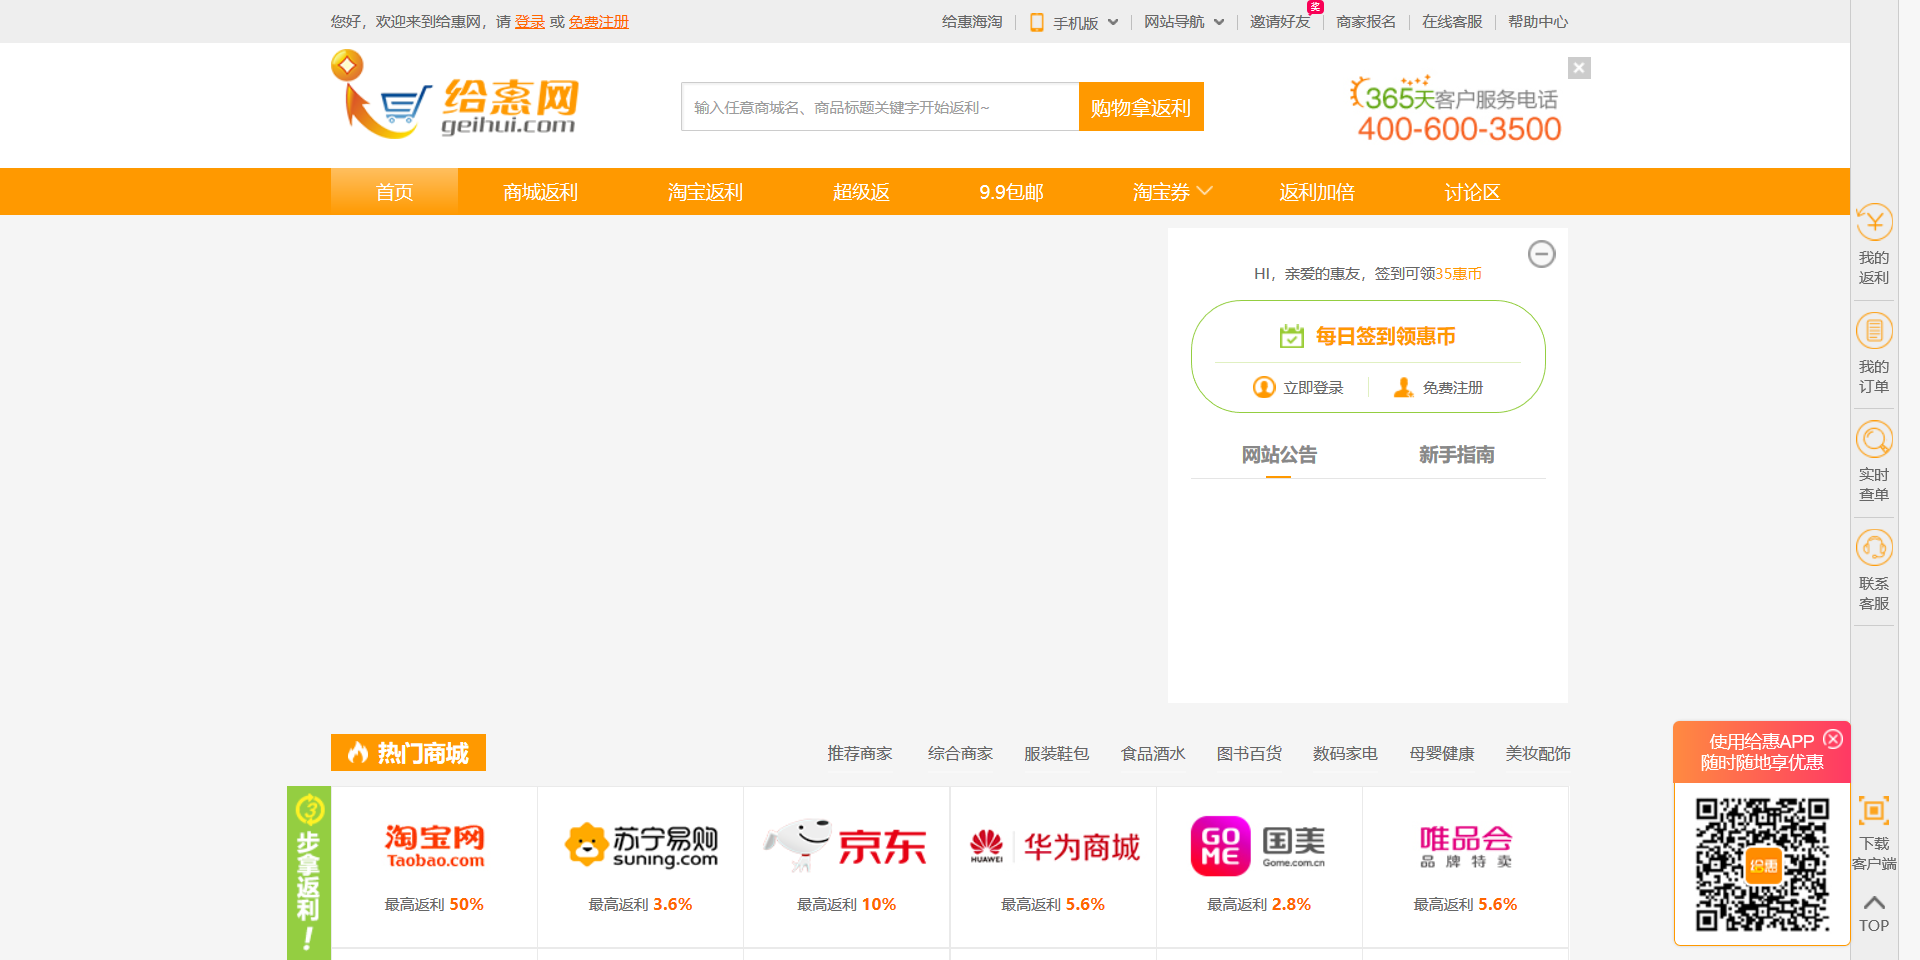 您好，欢迎来到给惠网，请 登录 或 免费注册
给惠海淘 手机版 网站导航 邀请好友 奖 商家报名 在线客服 帮助中心
给惠网
geihui.com
输入任意商城名、商品标题关键字开始返利~ 购物拿返利
365天客户服务电话
400-600-3500
首页 商城返利 淘宝返利 超级返 9.9包邮 淘宝券 返利加倍 讨论区
HI，亲爱的惠友，签到可领35惠币
每日签到领惠币
立即登录 免费注册
网站公告 新手指南
热门商城 推荐商家 综合商家 服装鞋包 食品酒水 图书百货 数码家电 母婴健康 美妆配饰
3步拿返利！
淘宝网
Taobao.com
最高返利 50%
苏宁易购
suning.com
最高返利 3.6%
京东
最高返利 10%
HUAWEI
华为商城
最高返利 5.6%
GOME
国美
Gome.com.cn
最高返利 2.8%
唯品会
品牌特卖
最高返利 5.6%
我的
返利
我的
订单
实时
查单
联系
客服
使用给惠APP
随时随地享优惠
给惠
下载
客户端
TOP